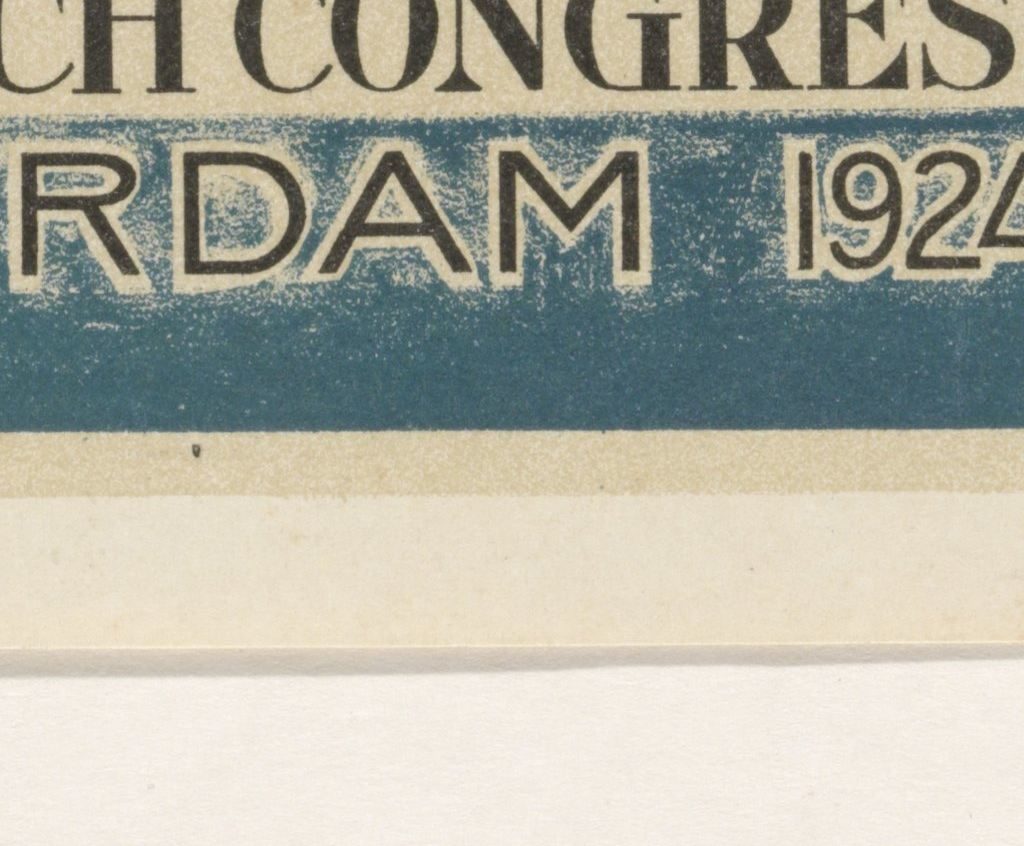 CH CONGRES
RDAM 1924